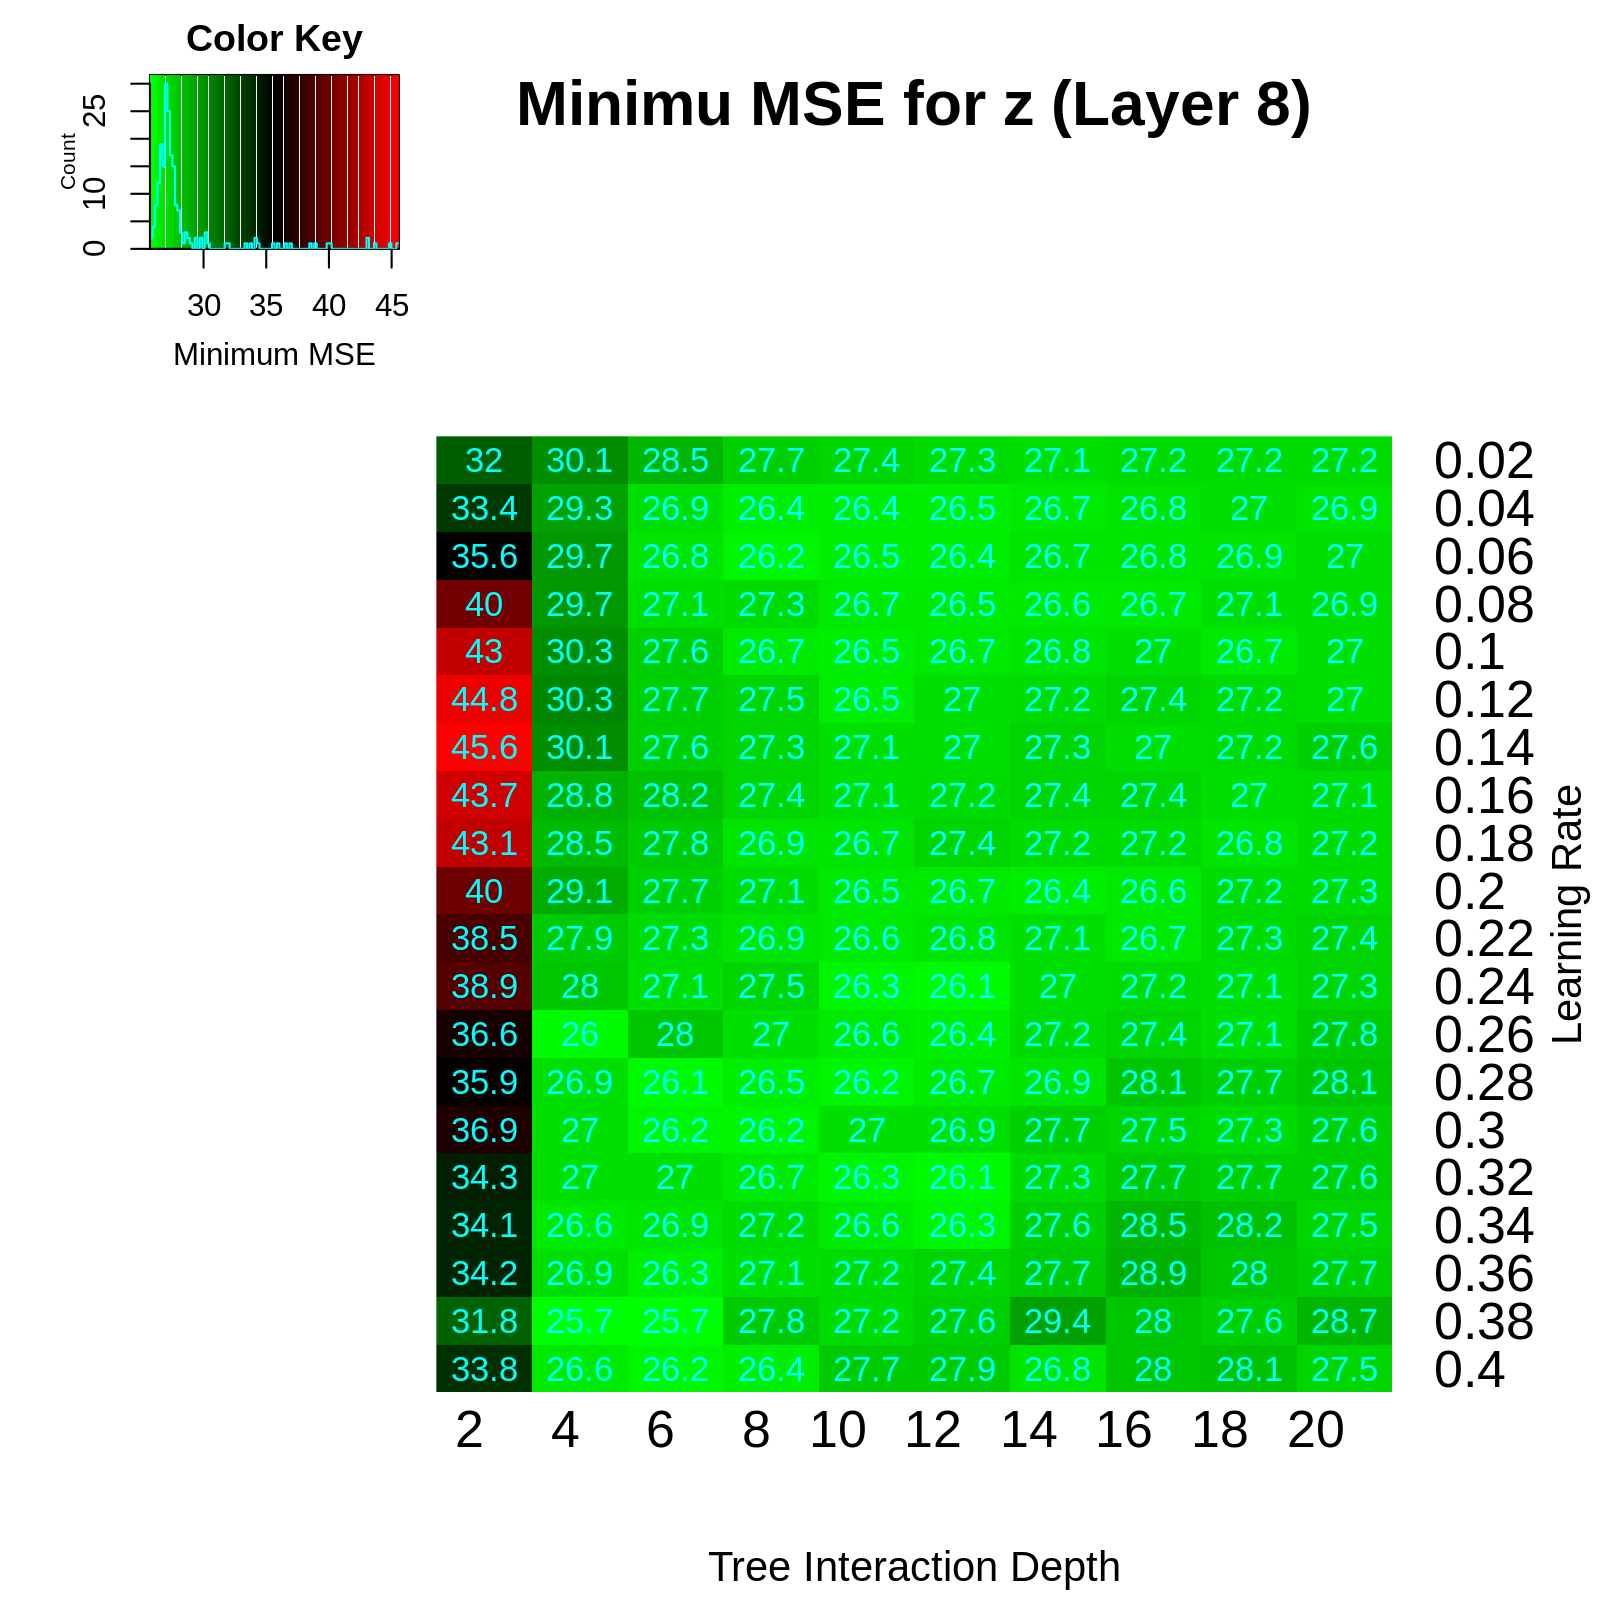 Color Key
Minimu MSE for z (Layer 8)
Count
0 10 25
30 35 40 45
Minimum MSE
32 30.1 28.5 27.7 27.4 27.3 27.1 27.2 27.2 27.2 0.02
33.4 29.3 26.9 26.4 26.4 26.5 26.7 26.8 27 26.9 0.04
35.6 29.7 26.8 26.2 26.5 26.4 26.7 26.8 26.9 27 0.06
40 29.7 27.1 27.3 26.7 26.5 26.6 26.7 27.1 26.9 0.08
43 30.3 27.6 26.7 26.5 26.7 26.8 27 26.7 27 0.1
44.8 30.3 27.7 27.5 26.5 27 27.2 27.4 27.2 27 0.12
45.6 30.1 27.6 27.3 27.1 27 27.3 27 27.2 27.6 0.14
43.7 28.8 28.2 27.4 27.1 27.2 27.4 27.4 27 27.1 0.16
43.1 28.5 27.8 26.9 26.7 27.4 27.2 27.2 26.8 27.2 0.18
40 29.1 27.7 27.1 26.5 26.7 26.4 26.6 27.2 27.3 0.2
38.5 27.9 27.3 26.9 26.6 26.8 27.1 26.7 27.3 27.4 0.22
38.9 28 27.1 27.5 26.3 26.1 27 27.2 27.1 27.3 0.24
36.6 26 28 27 26.6 26.4 27.2 27.4 27.1 27.8 0.26
35.9 26.9 26.1 26.5 26.2 26.7 26.9 28.1 27.7 28.1 0.28
36.9 27 26.2 26.2 27 26.9 27.7 27.5 27.3 27.6 0.3
34.3 27 27 26.7 26.3 26.1 27.3 27.7 27.7 27.6 0.32
34.1 26.6 26.9 27.2 26.6 26.3 27.6 28.5 28.2 27.5 0.34
34.2 26.9 26.3 27.1 27.2 27.4 27.7 28.9 28 27.7 0.36
31.8 25.7 25.7 27.8 27.2 27.6 29.4 28 27.6 28.7 0.38
33.8 26.6 26.2 26.4 27.7 27.9 26.8 28 28.1 27.5 0.4
Learning Rate
2 4 6 8 10 12 14 16 18 20
Tree Interaction Depth